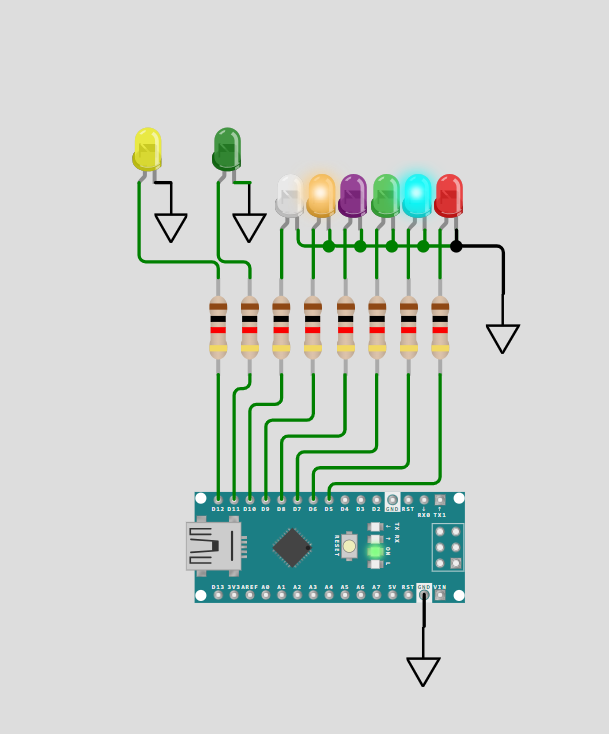 D12 D11 D10 D9 D8 D7 D6 D5 D4 D3 D2 GND RST ↓ ↑
RX0 TX1
RESET
TX RX ON L
↓ ↑
D13 3V3 AREF A0 A1 A2 A3 A4 A5 A6 A7 5V RST GND VIN